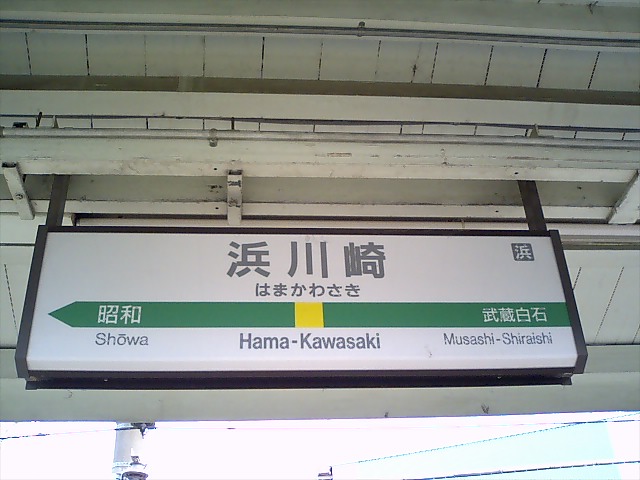 浜川崎
浜
はまかわさき
昭和
武蔵白石
Shōwa
Hama-Kawasaki
Musashi-Shiraishi